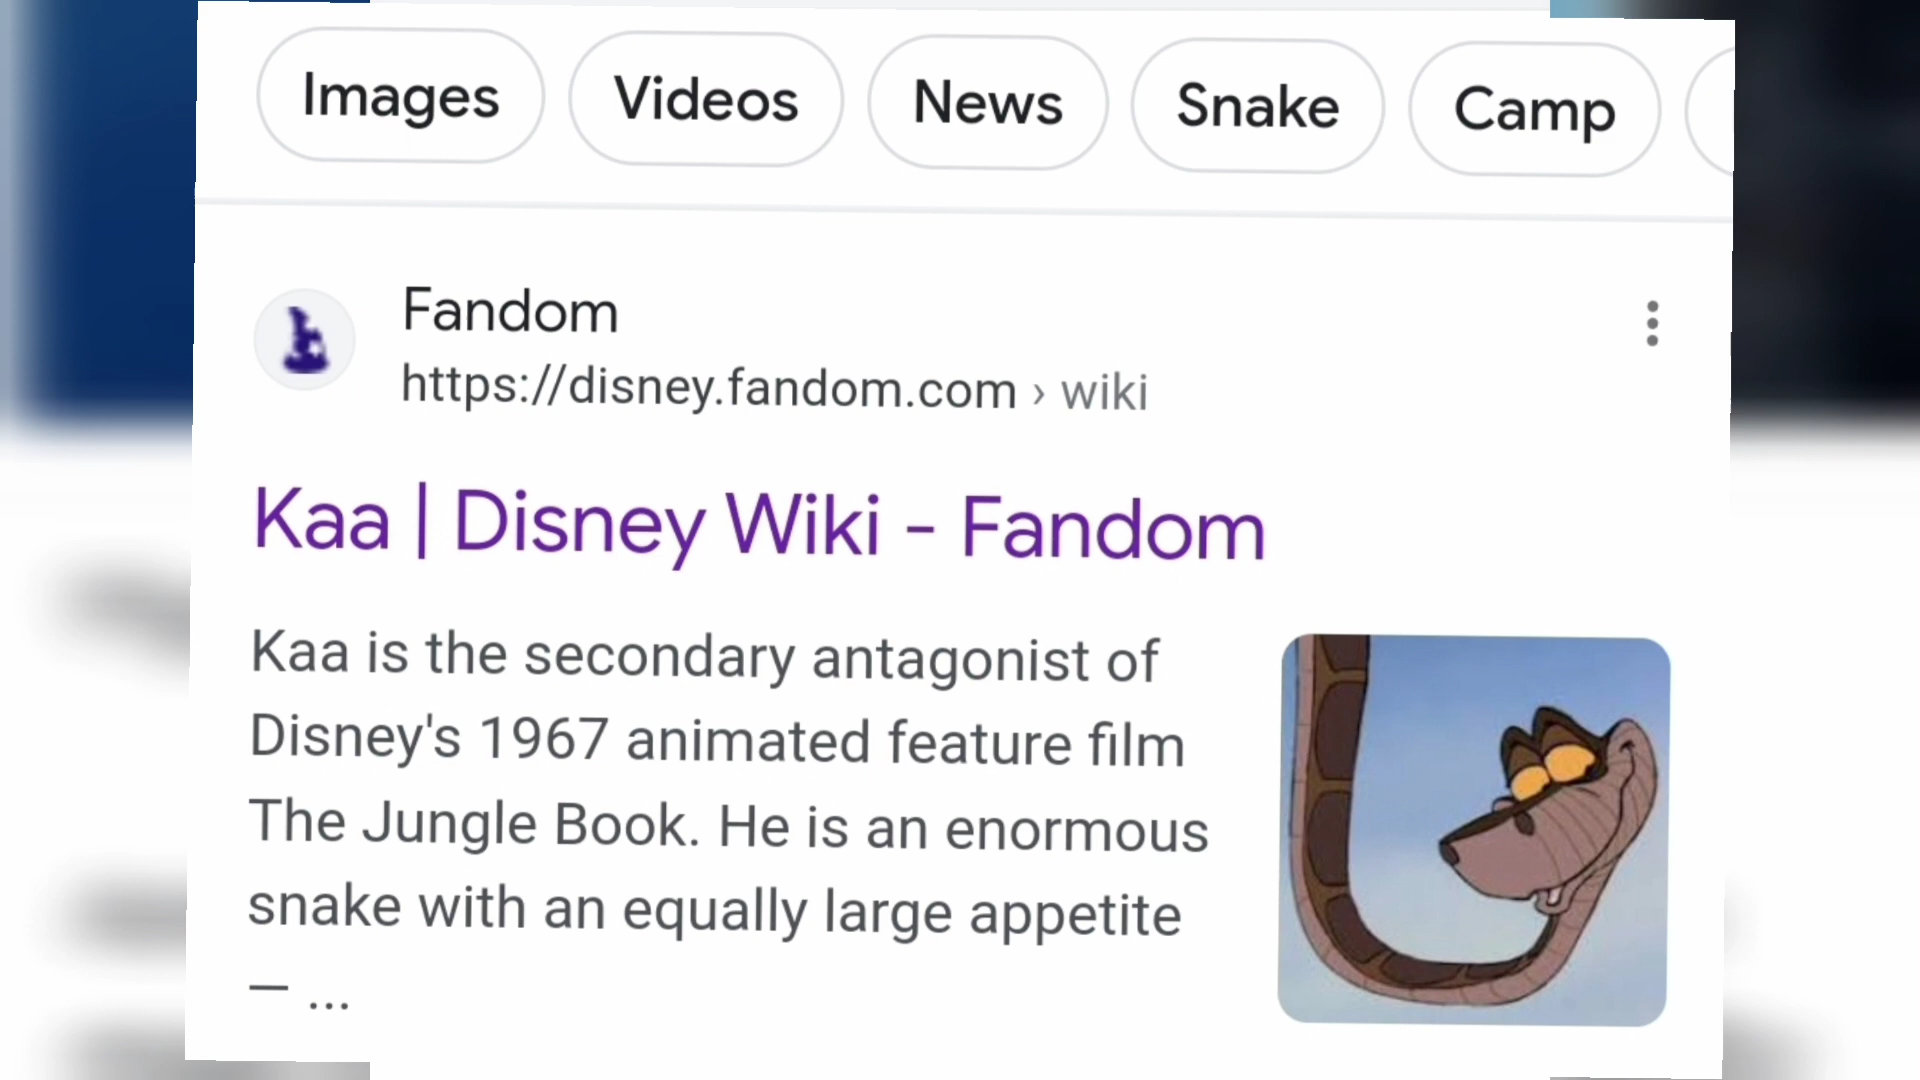 Images Videos News Snake Camp
Fandom
https://disney.fandom.com › wiki
Kaa | Disney Wiki - Fandom
Kaa is the secondary antagonist of
Disney's 1967 animated feature film
The Jungle Book. He is an enormous
snake with an equally large appetite
— ...